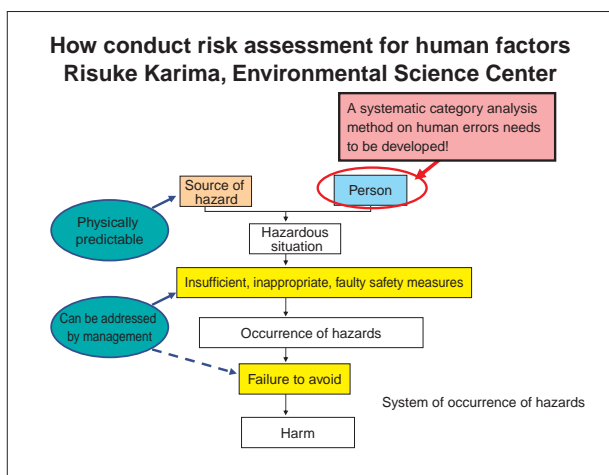 How conduct risk assessment for human factors
Risuke Karima, Environmental Science Center
A systematic category analysis
method on human errors needs
to be developed!
Source of
hazard
Person
Physically
predictable
Hazardous
situation
Insufficient, inappropriate, faulty safety measures
Can be addressed
by management
Occurrence of hazards
Failure to avoid
System of occurrence of hazards
Harm